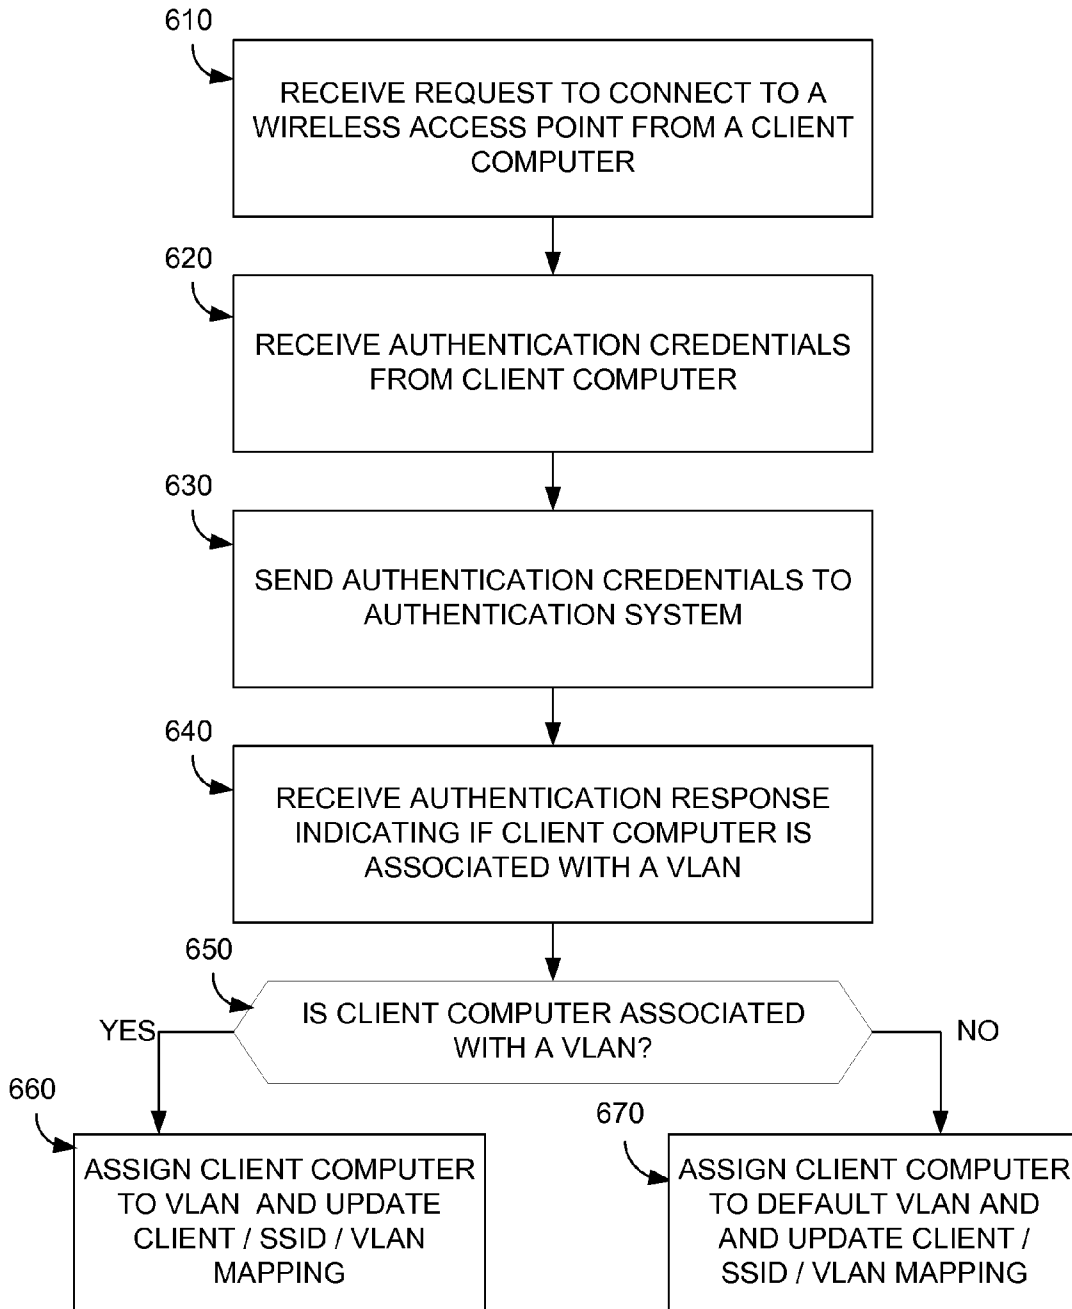 610
RECEIVE REQUEST TO CONNECT TO A
WIRELESS ACCESS POINT FROM A CLIENT
COMPUTER
620
RECEIVE AUTHENTICATION CREDENTIALS
FROM CLIENT COMPUTER
630
SEND AUTHENTICATION CREDENTIALS TO
AUTHENTICATION SYSTEM
640
RECEIVE AUTHENTICATION RESPONSE
INDICATING IF CLIENT COMPUTER IS
ASSOCIATED WITH A VLAN
650
IS CLIENT COMPUTER ASSOCIATED
WITH A VLAN?
YES
NO
660
ASSIGN CLIENT COMPUTER
TO VLAN AND UPDATE
CLIENT / SSID / VLAN
MAPPING
670
ASSIGN CLIENT COMPUTER
TO DEFAULT VLAN AND
AND UPDATE CLIENT /
SSID / VLAN MAPPING